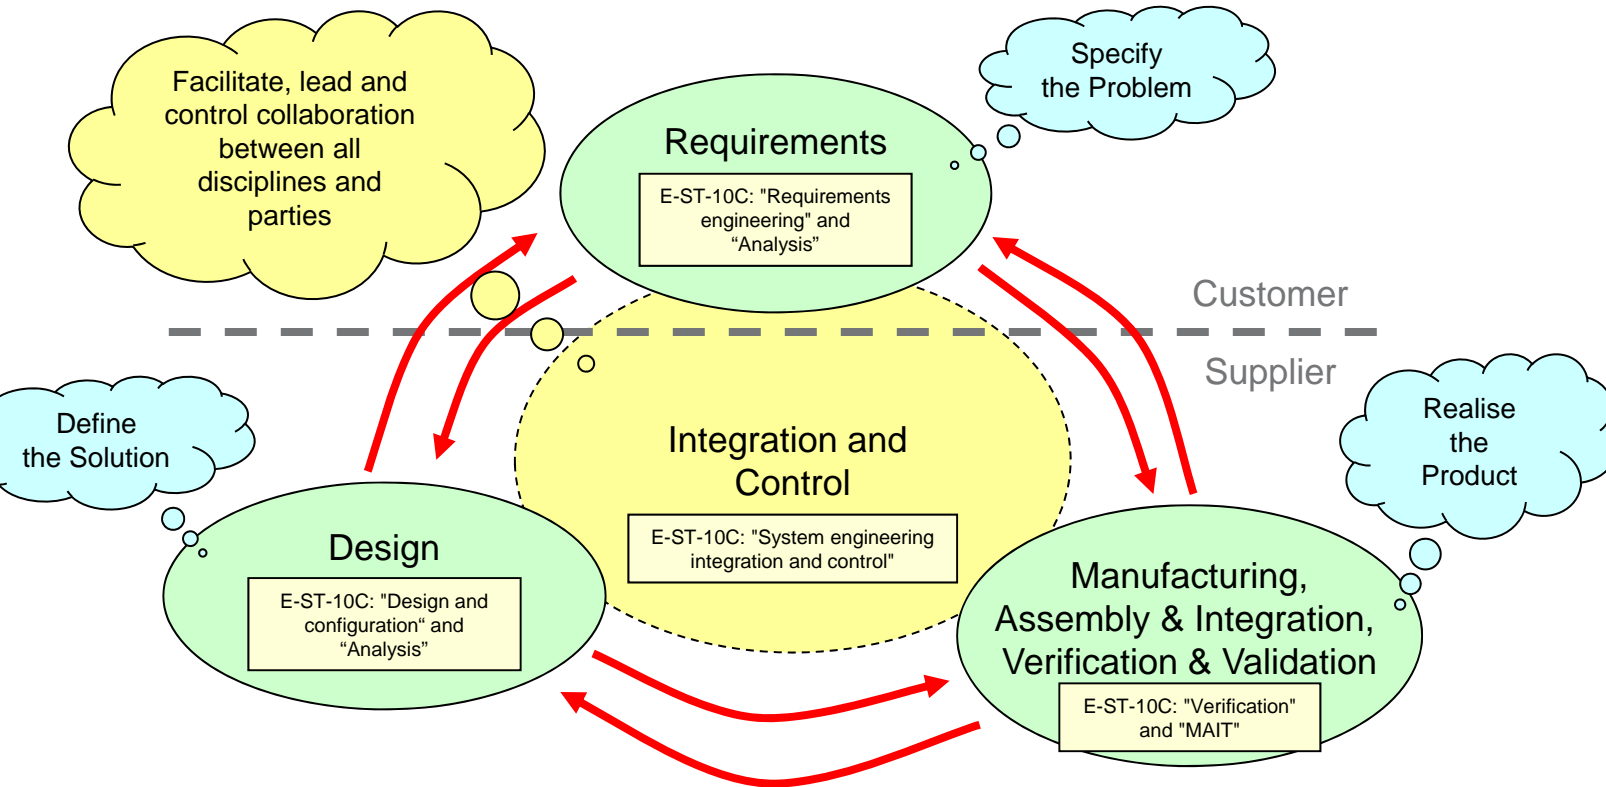 Facilitate, lead and
control collaboration
between all
disciplines and
parties
Specify
the Problem
Requirements
E-ST-10C: "Requirements
engineering" and
“Analysis”
Customer
Supplier
Define
the Solution
Realise
the
Product
Integration and
Control
E-ST-10C: "System engineering
integration and control"
Design
E-ST-10C: "Design and
configuration“ and
“Analysis”
Manufacturing,
Assembly & Integration,
Verification & Validation
E-ST-10C: "Verification"
and "MAIT"